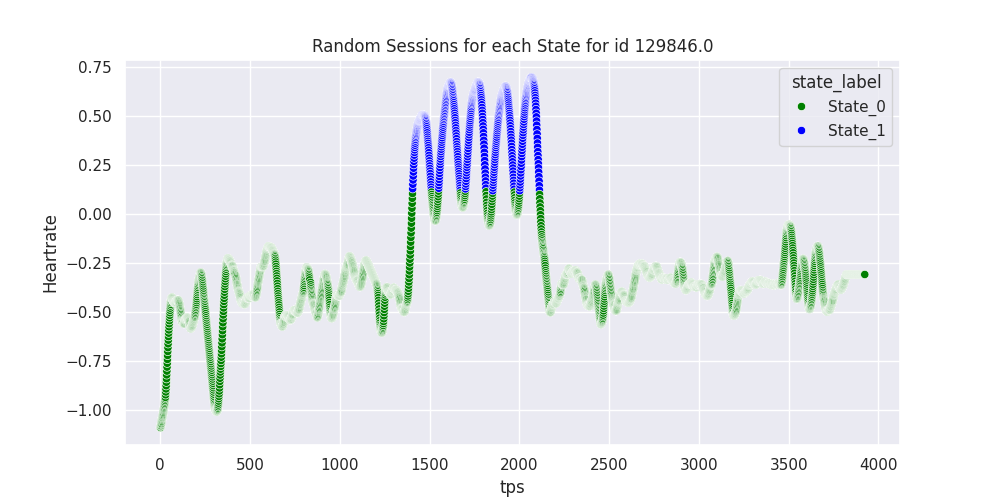 Random Sessions for each State for id 129846.0
state_label
State_0
State_1
Heartrate
0.75
0.50
0.25
0.00
−0.25
−0.50
−0.75
−1.00
0 500 1000 1500 2000 2500 3000 3500 4000
tps